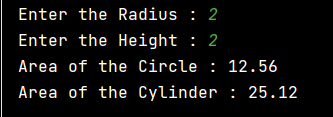 Enter the Radius : 2
Enter the Height : 2
Area of the Circle : 12.56
Area of the Cylinder : 25.12